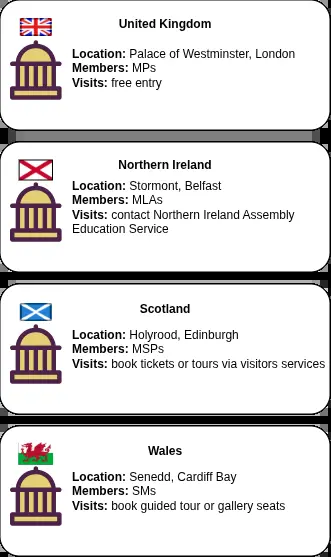 United Kingdom
Location: Palace of Westminster, London
Members: MPs
Visits: free entry
Northern Ireland
Location: Stormont, Belfast
Members: MLAs
Visits: contact Northern Ireland Assembly
Education Service
Scotland
Location: Holyrood, Edinburgh
Members: MSPs
Visits: book tickets or tours via visitors services
Wales
Location: Senedd, Cardiff Bay
Members: SMs
Visits: book guided tour or gallery seats